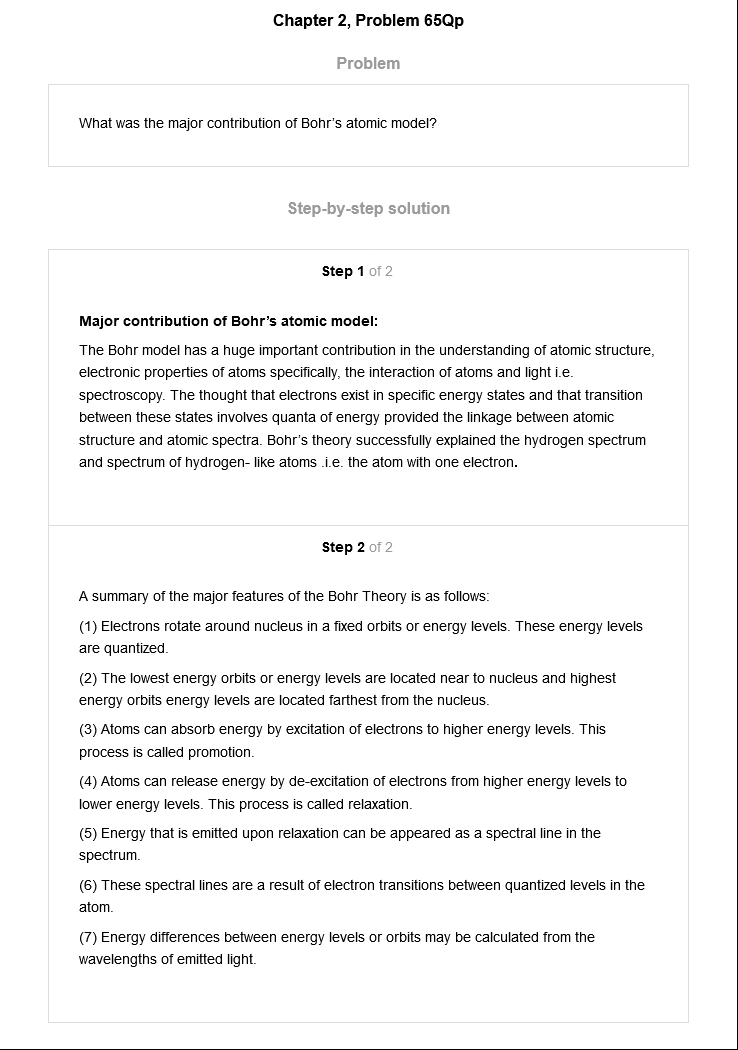 Chapter 2, Problem 65Qp
Problem
What was the major contribution of Bohr’s atomic model?
Step-by-step solution
Step 1 of 2
Major contribution of Bohr’s atomic model:
The Bohr model has a huge important contribution in the understanding of atomic structure,
electronic properties of atoms specifically, the interaction of atoms and light i.e.
spectroscopy. The thought that electrons exist in specific energy states and that transition
between these states involves quanta of energy provided the linkage between atomic
structure and atomic spectra. Bohr’s theory successfully explained the hydrogen spectrum
and spectrum of hydrogen- like atoms .i.e. the atom with one electron.
Step 2 of 2
A summary of the major features of the Bohr Theory is as follows:
(1) Electrons rotate around nucleus in a fixed orbits or energy levels. These energy levels
are quantized.
(2) The lowest energy orbits or energy levels are located near to nucleus and highest
energy orbits energy levels are located farthest from the nucleus.
(3) Atoms can absorb energy by excitation of electrons to higher energy levels. This
process is called promotion.
(4) Atoms can release energy by de-excitation of electrons from higher energy levels to
lower energy levels. This process is called relaxation.
(5) Energy that is emitted upon relaxation can be appeared as a spectral line in the
spectrum.
(6) These spectral lines are a result of electron transitions between quantized levels in the
atom.
(7) Energy differences between energy levels or orbits may be calculated from the
wavelengths of emitted light.